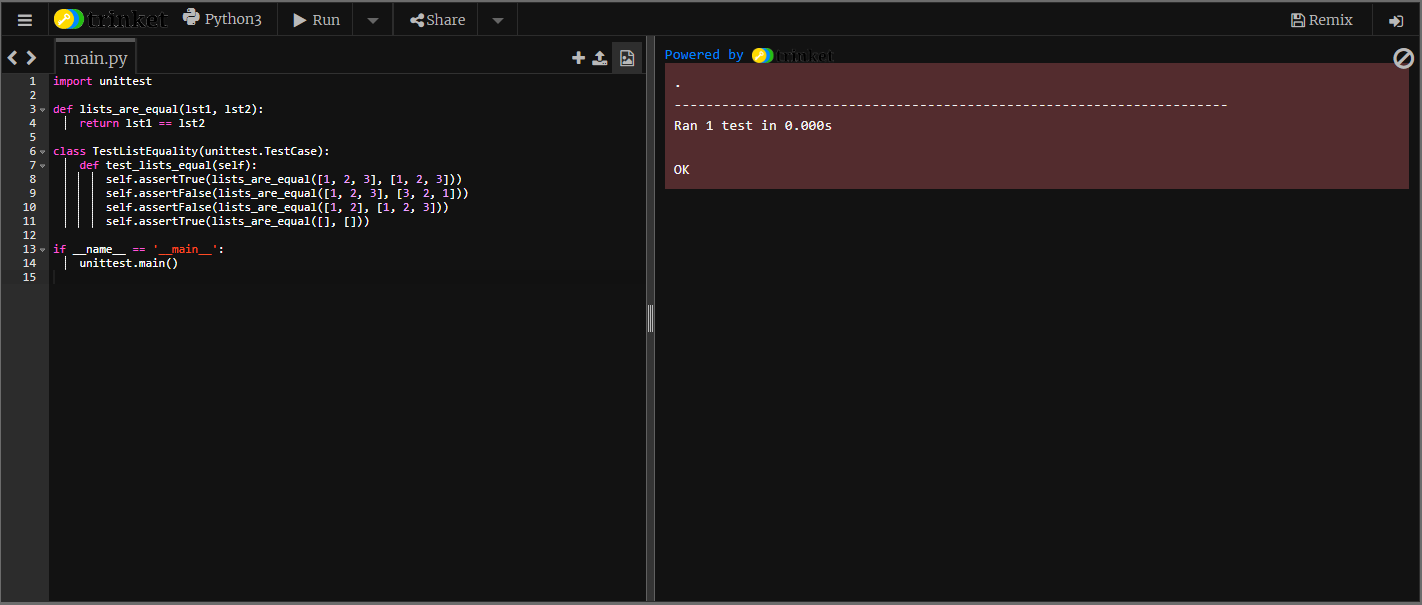 trinket Python3 Run Share Remix
main.py
1 import unittest
2
3 def lists_are_equal(lst1, lst2):
4 return lst1 == lst2
5
6 class TestListEquality(unittest.TestCase):
7 def test_lists_equal(self):
8 self.assertTrue(lists_are_equal([1, 2, 3], [1, 2, 3]))
9 self.assertFalse(lists_are_equal([1, 2, 3], [3, 2, 1]))
10 self.assertFalse(lists_are_equal([1, 2], [1, 2, 3]))
11 self.assertTrue(lists_are_equal([], []))
12
13 if __name__ == '__main__':
14 unittest.main()
15
Powered by trinket
.
----------------------------------------------------------------------
Ran 1 test in 0.000s
OK